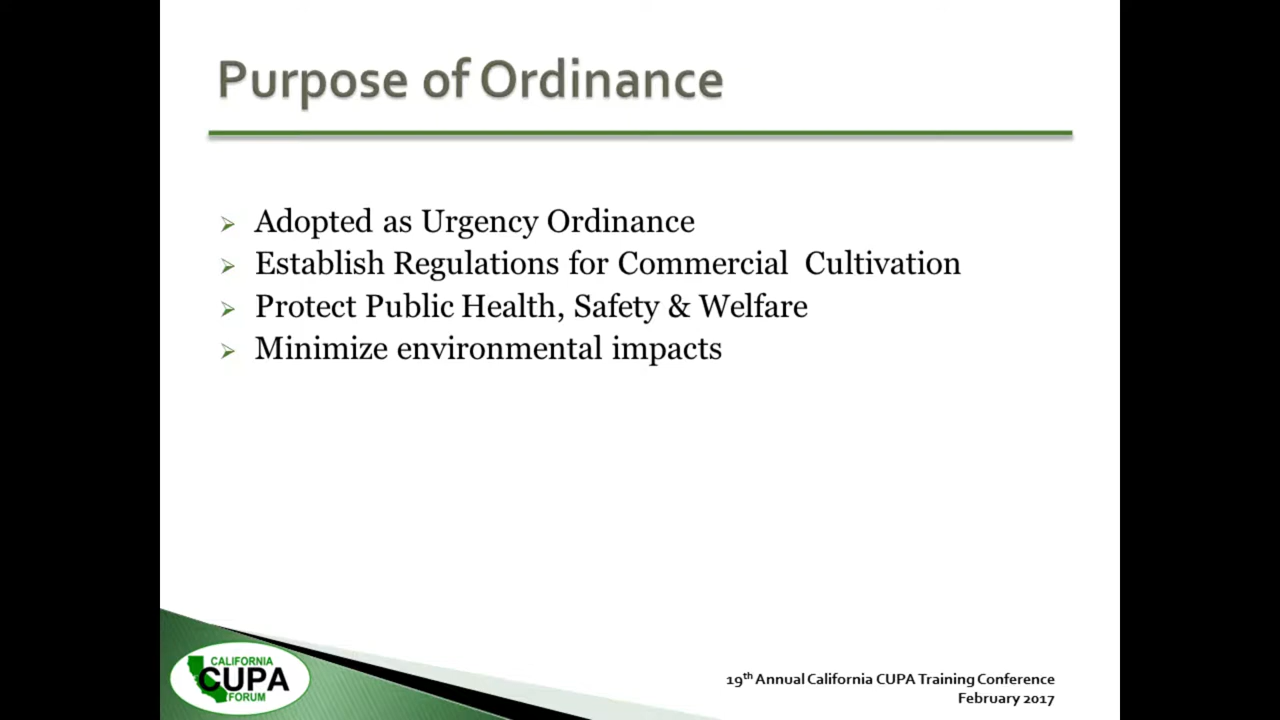 Purpose of Ordinance
Adopted as Urgency Ordinance
Establish Regulations for Commercial  Cultivation
Protect Public Health, Safety & Welfare
Minimize environmental impacts
CALIFORNIA
CUPA
FORUM
19th Annual California CUPA Training Conference
February 2017